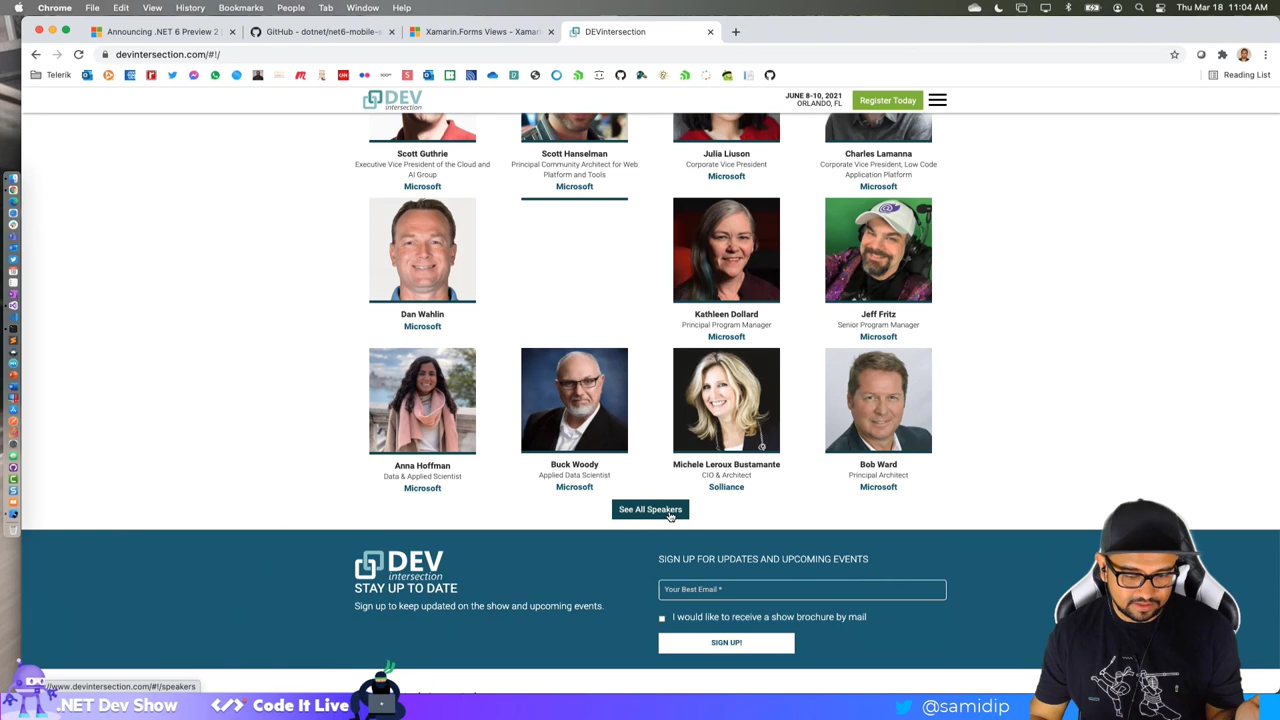 Chrome File Edit View History Bookmarks People Tab Window Help
Thu Mar 18 11:04 AM
Announcing .NET 6 Preview 2
GitHub - dotnet/net6-mobile-s
Xamarin.Forms Views - Xamari
DEVintersection
devintersection.com/#!/
Telerik
Reading List
DEV
intersection
JUNE 8-10, 2021
ORLANDO, FL
Register Today
Scott Guthrie
Executive Vice President of the Cloud and
AI Group
Microsoft
Scott Hanselman
Principal Community Architect for Web
Platform and Tools
Microsoft
Julia Liuson
Corporate Vice President
Microsoft
Charles Lamanna
Corporate Vice President, Low Code
Application Platform
Microsoft
Dan Wahlin
Microsoft
Kathleen Dollard
Principal Program Manager
Microsoft
Jeff Fritz
Senior Program Manager
Microsoft
Anna Hoffman
Data & Applied Scientist
Microsoft
Buck Woody
Applied Data Scientist
Microsoft
Michele Leroux Bustamante
CIO & Architect
Solliance
Bob Ward
Principal Architect
Microsoft
See All Speakers
DEV
intersection
STAY UP TO DATE
Sign up to keep updated on the show and upcoming events.
SIGN UP FOR UPDATES AND UPCOMING EVENTS
Your Best Email *
I would like to receive a show brochure by mail
SIGN UP!
//www.devintersection.com/#!/speakers
.NET Dev Show
</> Code It Live
@samidip